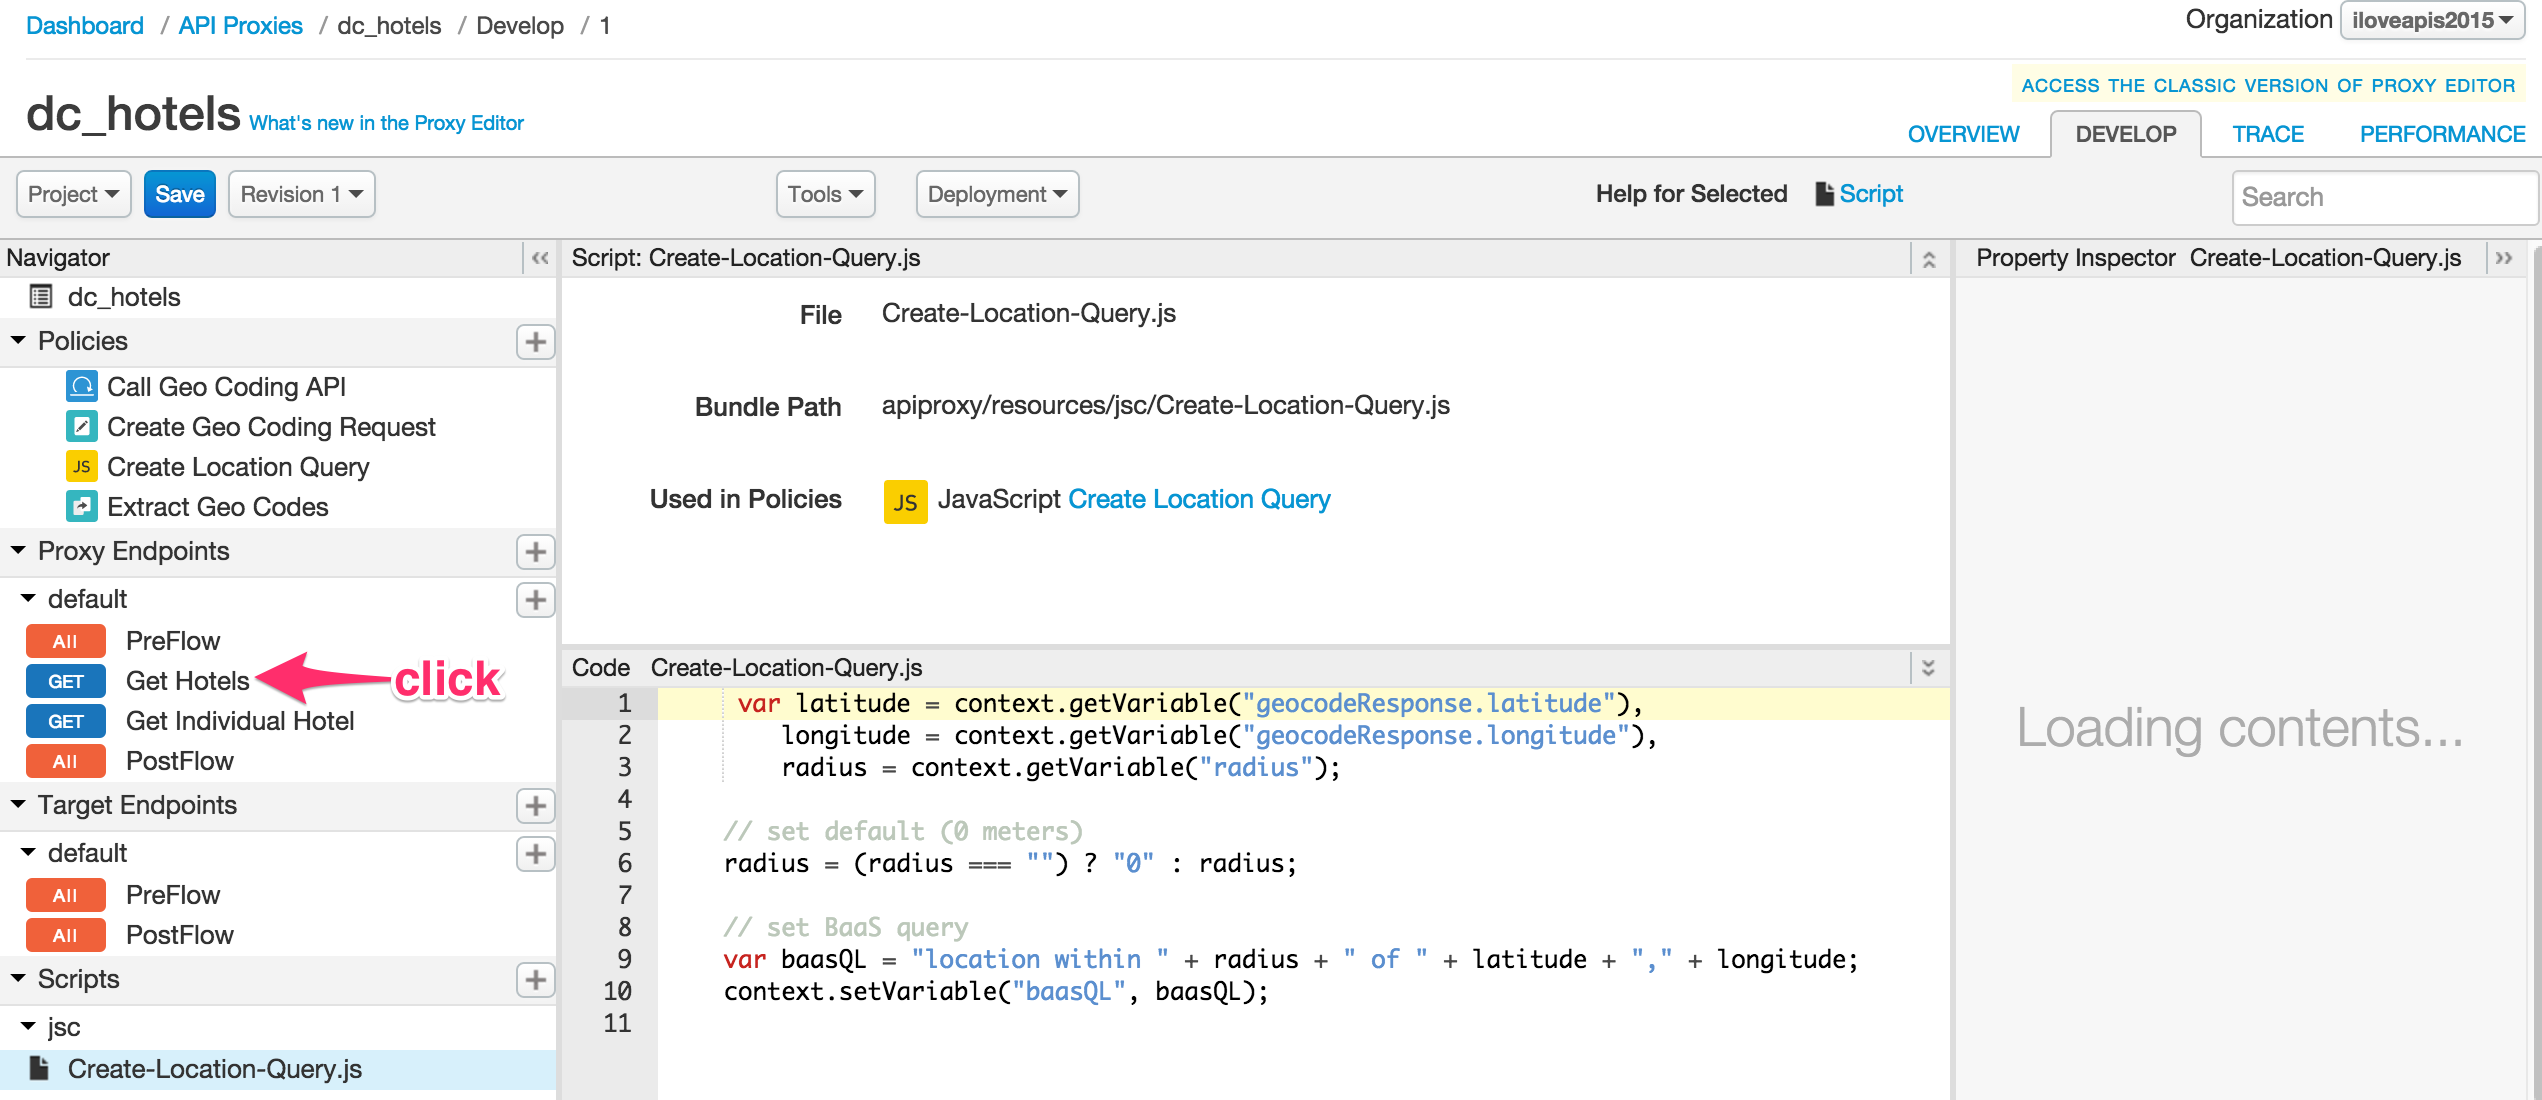 Dashboard / API Proxies / dc_hotels / Develop / 1
Organization iloveapis2015
ACCESS THE CLASSIC VERSION OF PROXY EDITOR
dc_hotels What's new in the Proxy Editor
OVERVIEW DEVELOP TRACE PERFORMANCE
Project Save Revision 1 Tools Deployment Help for Selected Script Search
Navigator
dc_hotels
Policies
Call Geo Coding API
Create Geo Coding Request
JS Create Location Query
Extract Geo Codes
Proxy Endpoints
default
All PreFlow
GET Get Hotels
click
GET Get Individual Hotel
All PostFlow
Target Endpoints
default
All PreFlow
All PostFlow
Scripts
jsc
Create-Location-Query.js
Script: Create-Location-Query.js
File Create-Location-Query.js
Bundle Path apiproxy/resources/jsc/Create-Location-Query.js
Used in Policies JS JavaScript Create Location Query
Code Create-Location-Query.js
1 var latitude = context.getVariable("geocodeResponse.latitude"),
2 longitude = context.getVariable("geocodeResponse.longitude"),
3 radius = context.getVariable("radius");
4
5 // set default (0 meters)
6 radius = (radius === "") ? "0" : radius;
7
8 // set BaaS query
9 var baasQL = "location within " + radius + " of " + latitude + "," + longitude;
10 context.setVariable("baasQL", baasQL);
11
Property Inspector Create-Location-Query.js
Loading contents...